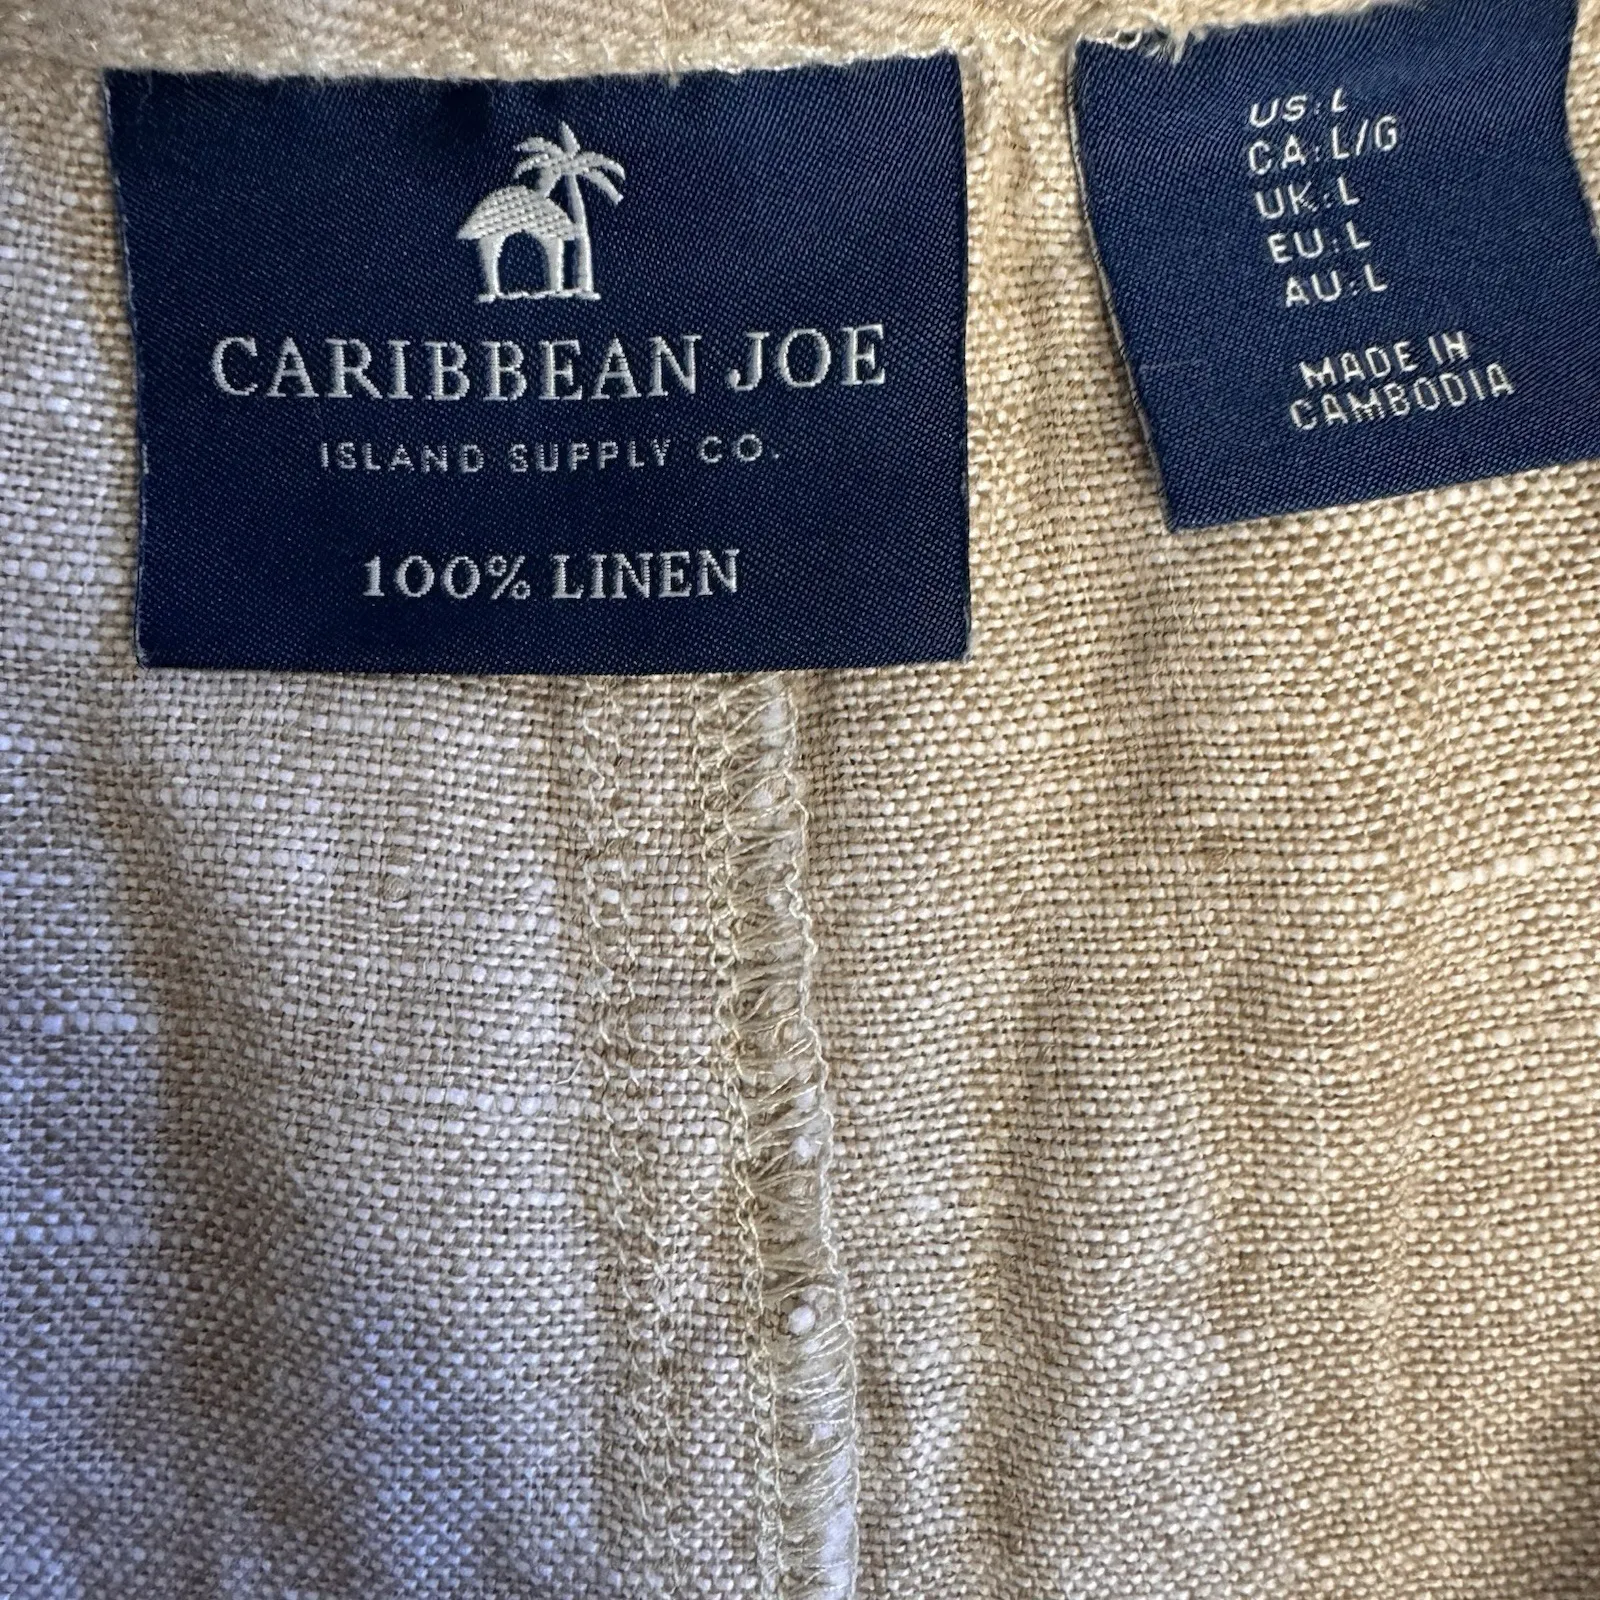 CARIBBEAN JOE
ISLAND SUPPLY CO.
100% LINEN
US: L
CA: L/G
UK: L
EU: L
AU: L
MADE IN
CAMBODIA